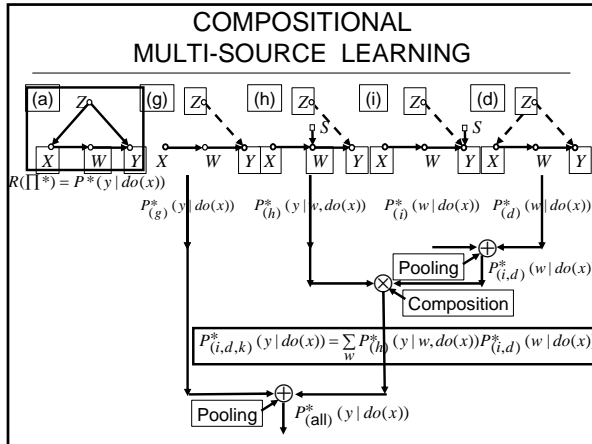 COMPOSITIONAL
MULTI-SOURCE LEARNING
(a) (g) (h) (i) (d)
Z Z Z Z Z
S S
X W Y X W Y X W Y X W Y X W Y
R(∏*) = P*(y | do(x))
P*(g)(y | do(x)) P*(h)(y | w, do(x)) P*(i)(w | do(x)) P*(d)(w | do(x))
⊕
Pooling P*(i,d)(w | do(x)
⊗
Composition
P*(i,d,k)(y | do(x)) = ∑w P*(h)(y | w, do(x)) P*(i,d)(w | do(x)
⊕
Pooling P*(all)(y | do(x))